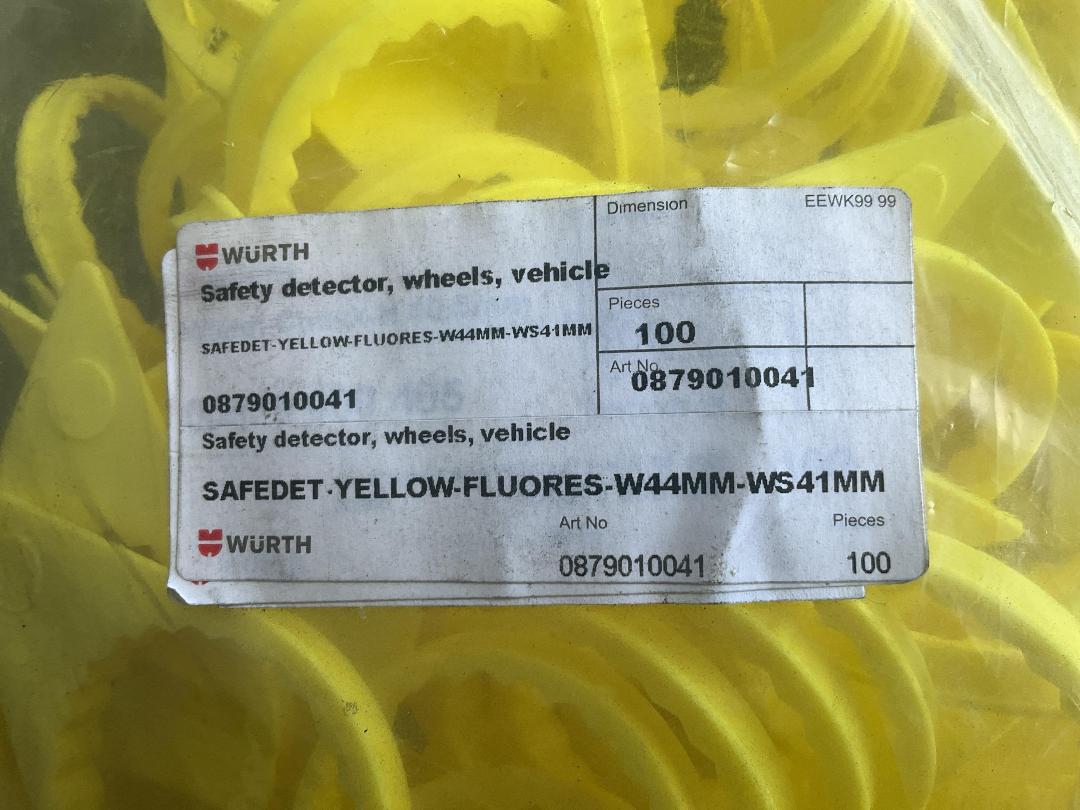 WÜRTH
Safety detector, wheels, vehicle
SAFEDET-YELLOW-FLUORES-W44MM-WS41MM
0879010041
Dimension EEWK99 99
Pieces
100
Art No
0879010041
Safety detector, wheels, vehicle
SAFEDET-YELLOW-FLUORES-W44MM-WS41MM
WÜRTH
Art No Pieces
0879010041 100